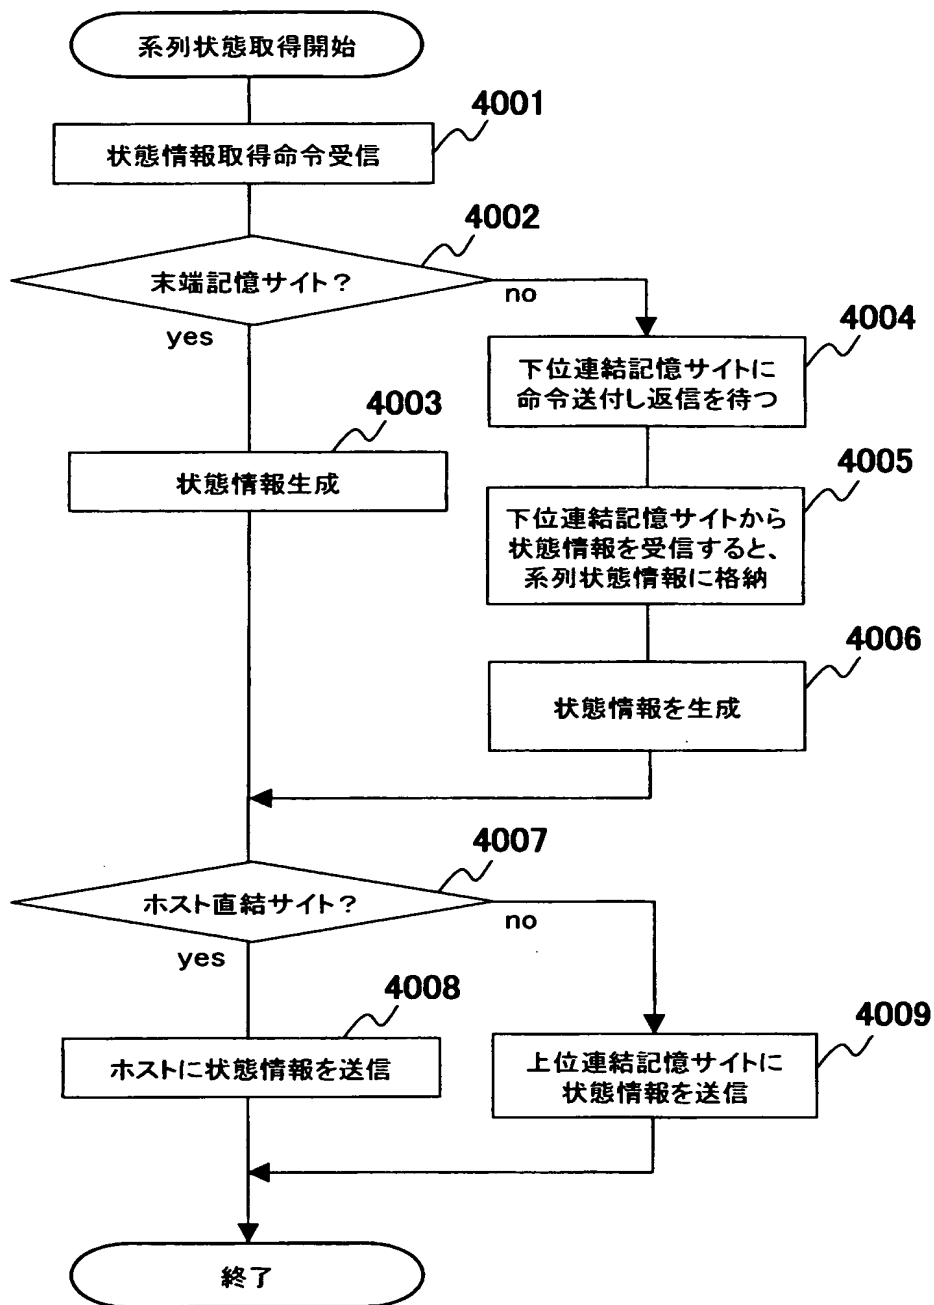 系列状態取得開始
4001
状態情報取得命令受信
4002
末端記憶サイト?
no
yes
4004
下位連結記憶サイトに
命令送付し返信を待つ
4003
状態情報生成
4005
下位連結記憶サイトから
状態情報を受信すると、
系列状態情報に格納
4006
状態情報を生成
4007
ホスト直結サイト?
no
yes
4008
ホストに状態情報を送信
4009
上位連結記憶サイトに
状態情報を送信
終了